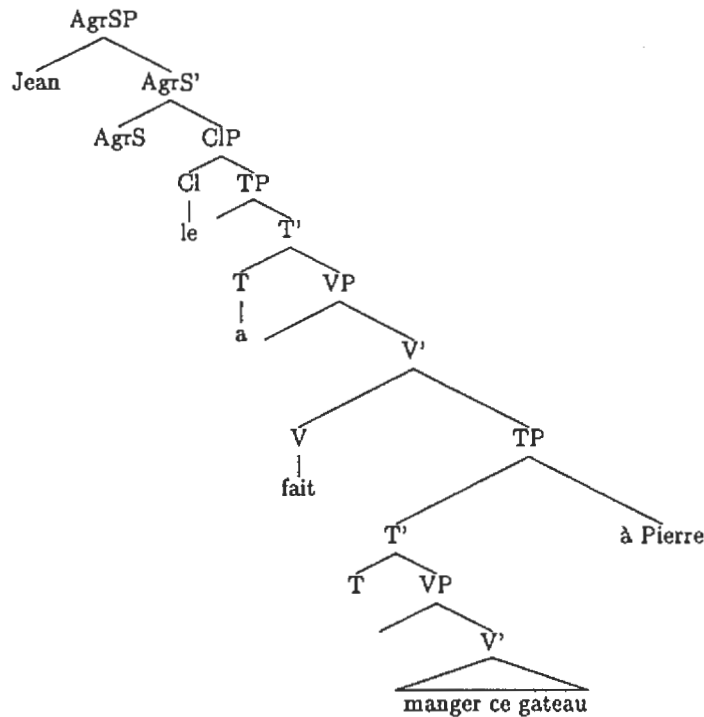 AgrSP
Jean AgrS'
AgrS ClP
Cl TP
le T'
T VP
a V'
V TP
fait
T' à Pierre
T VP
V'
manger ce gateau